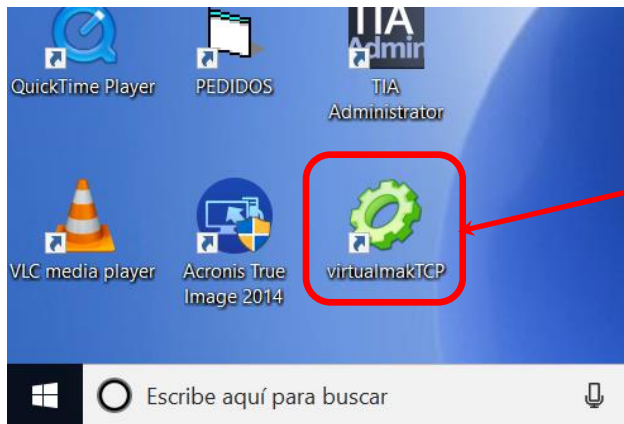 TIA
Admin
QuickTime Player
PEDIDOS
TIA
Administrator
VLC media player
Acronis True
Image 2014
virtualmakTCP
Escribe aquí para buscar